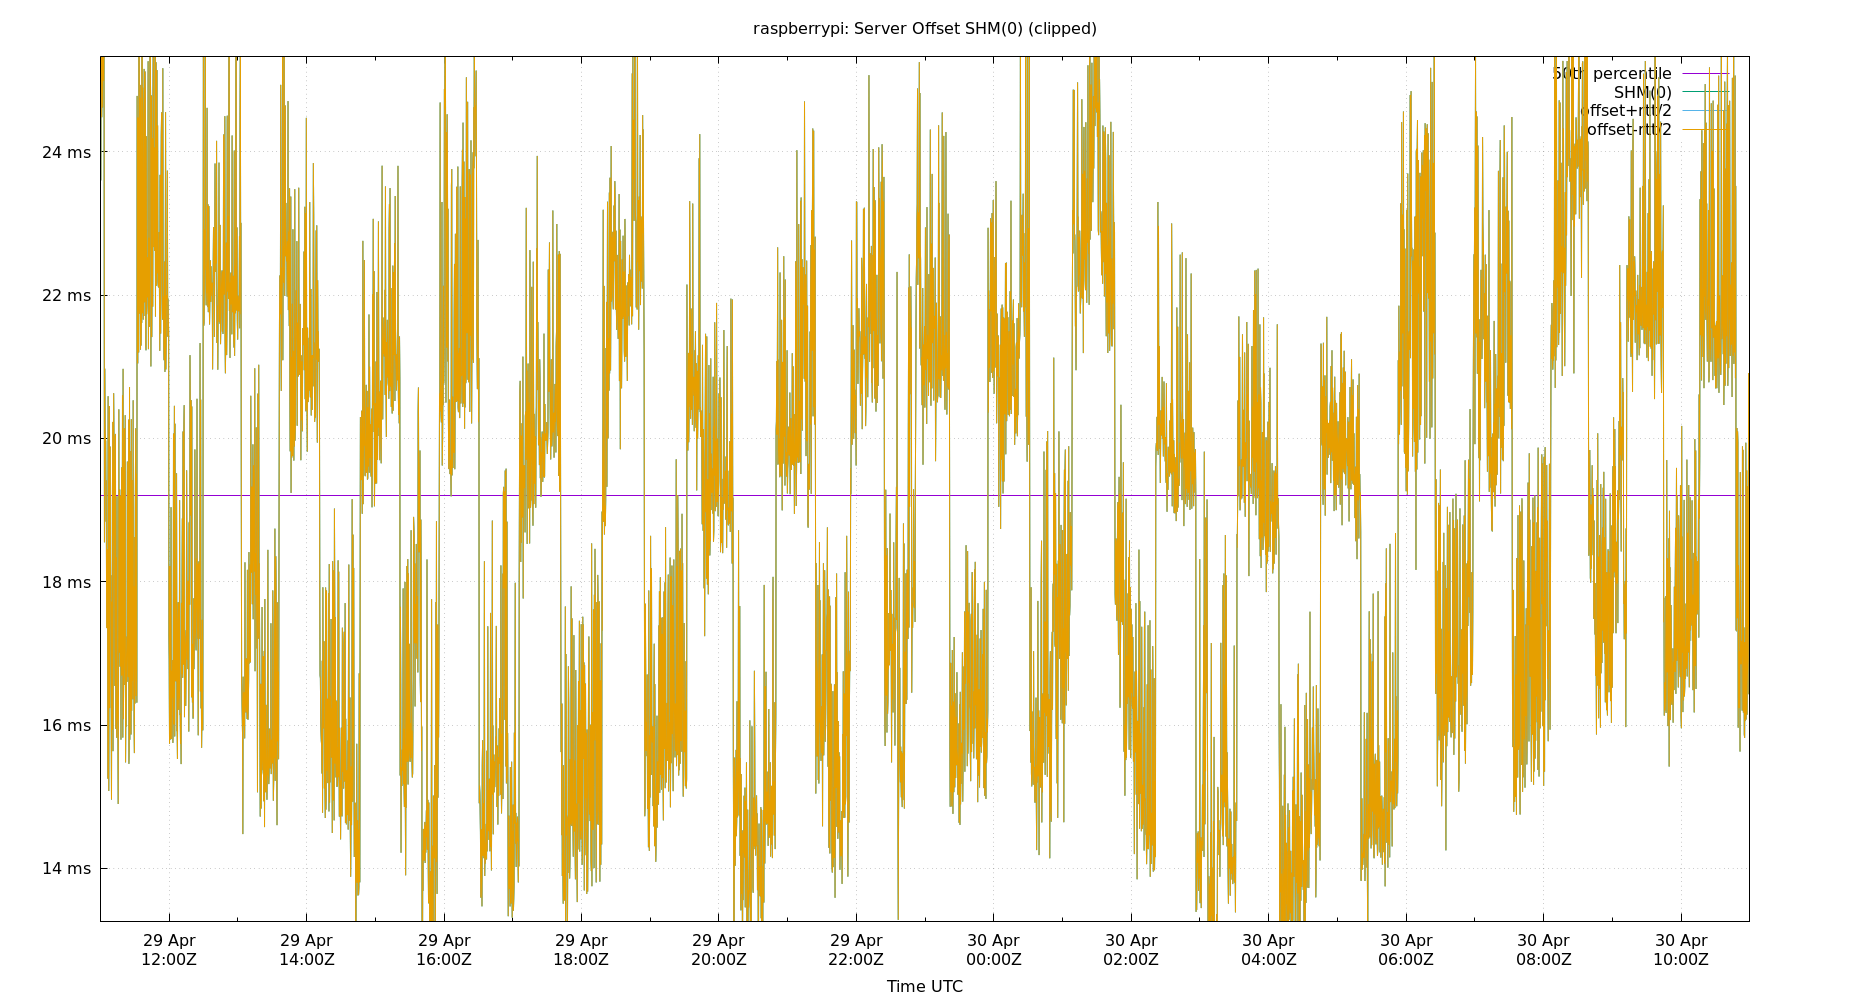 raspberrypi: Server Offset SHM(0) (clipped)
50th percentile
SHM(0)
offset+rtt/2
offset-rtt/2
24 ms
22 ms
20 ms
18 ms
16 ms
14 ms
29 Apr 29 Apr 29 Apr 29 Apr 29 Apr 29 Apr 30 Apr 30 Apr 30 Apr 30 Apr 30 Apr 30 Apr
12:00Z 14:00Z 16:00Z 18:00Z 20:00Z 22:00Z 00:00Z 02:00Z 04:00Z 06:00Z 08:00Z 10:00Z
Time UTC